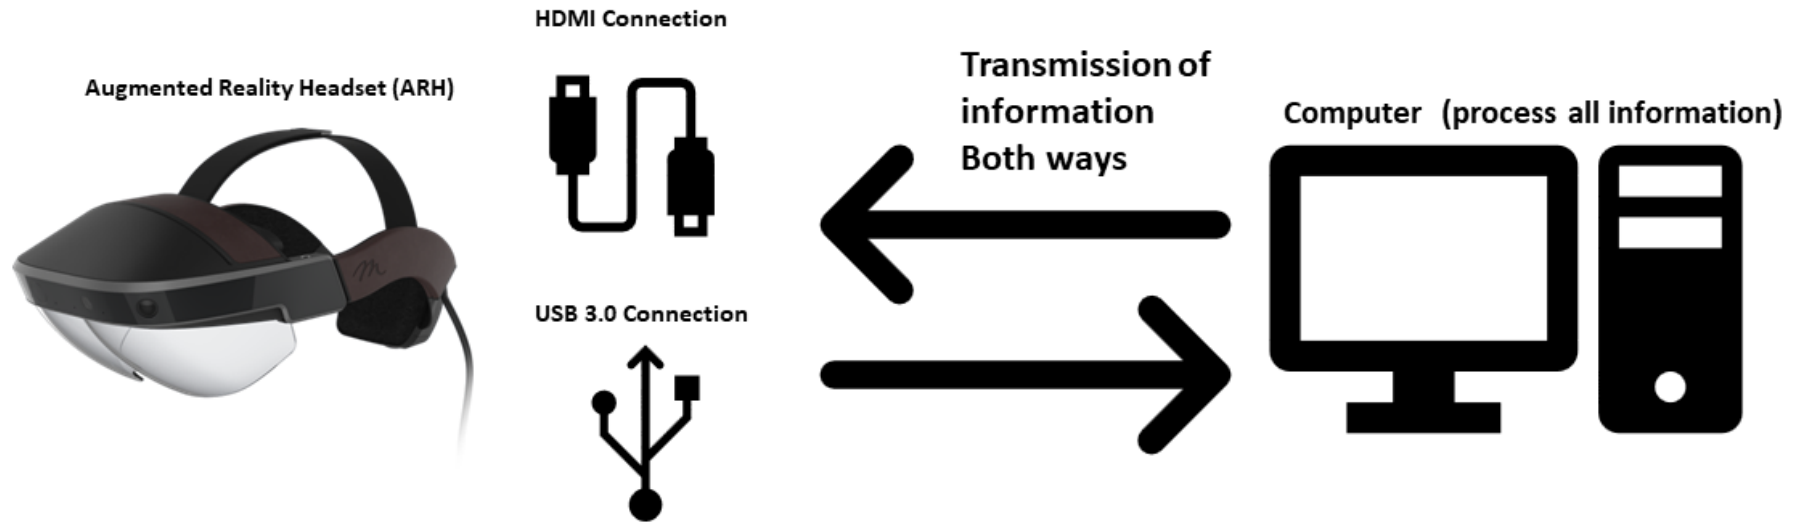 HDMI Connection
Augmented Reality Headset (ARH)
Transmission of
information
Both ways
Computer (process all information)
USB 3.0 Connection